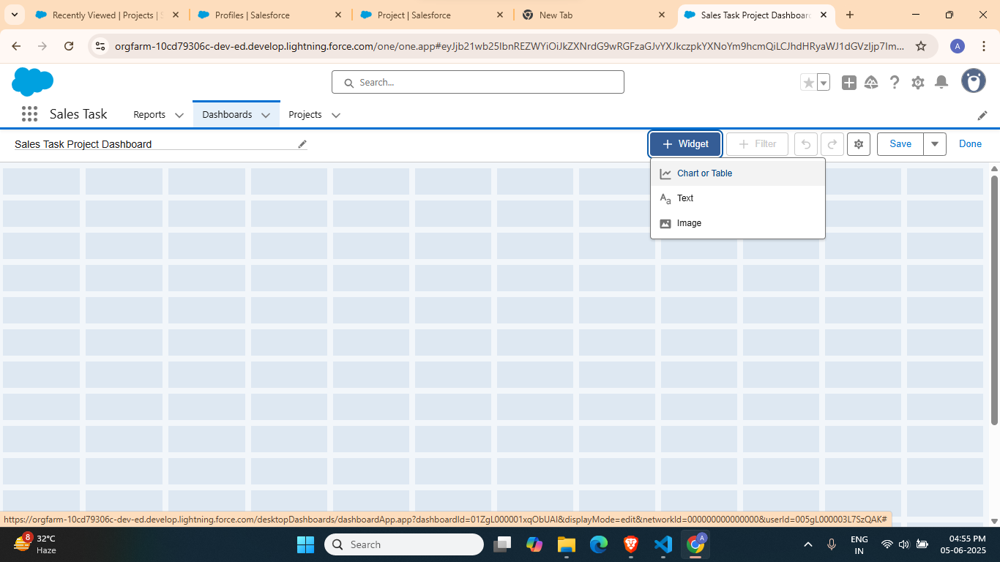 Recently Viewed | Projects | S
Profiles | Salesforce
Project | Salesforce
New Tab
Sales Task Project Dashboard
orgfarm-10cd79306c-dev-ed.develop.lightning.force.com/one/one.app#eyJjb21wb25lbnREZWYiOiJkZXNrdG9wRGFzaGJvYXJkczpkYXNoYm9hcmQiLCJhdHRyaWJ1dGVzIjp7Im...
A
Search...
Sales Task
Reports
Dashboards
Projects
Sales Task Project Dashboard
Widget
Filter
Save
Done
Chart or Table
Text
Image
https://orgfarm-10cd79306c-dev-ed.develop.lightning.force.com/desktopDashboards/dashboardApp.app?dashboardId=01ZgL000001xqObUAI&displayMode=edit&networkId=000000000000000&userId=005gL000003L7SzQAK#
8
32°C
Haze
Search
A
ENG
IN
04:55 PM
05-06-2025